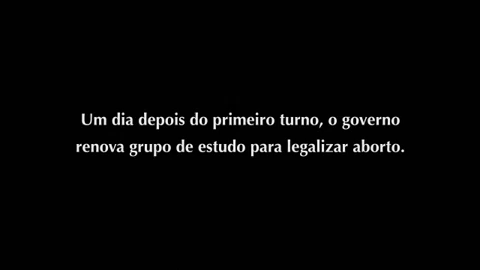 Um dia depois do primeiro turno, o governo
renova grupo de estudo para legalizar aborto.